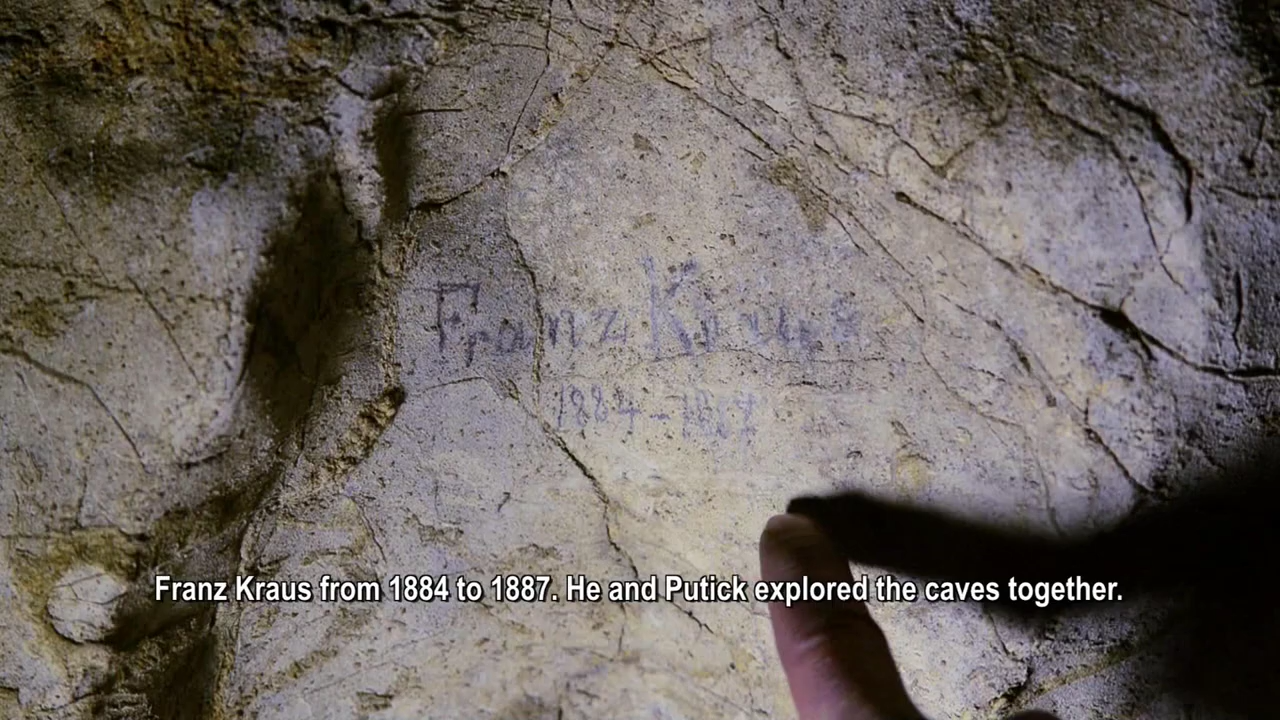 Franz Kraus
1884 - 1887
Franz Kraus from 1884 to 1887. He and Putick explored the caves together.